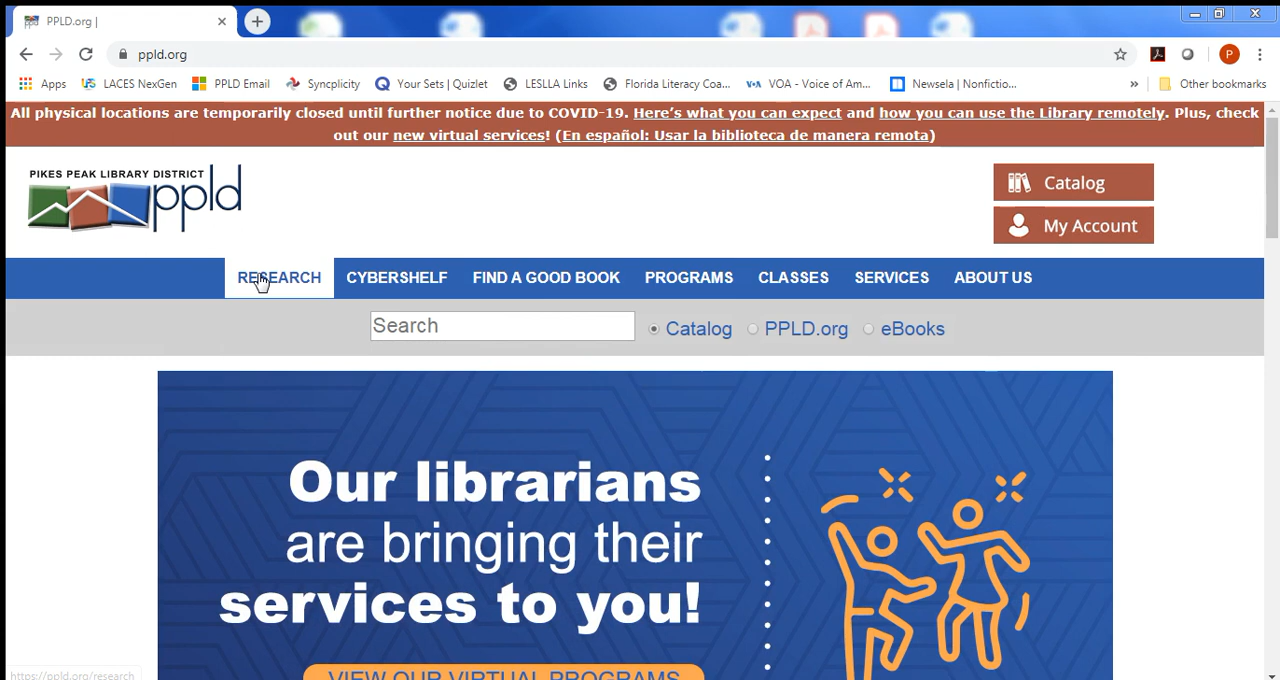 PPLD.org |
ppld.org
Apps LACES NexGen PPLD Email Syncplicity Your Sets | Quizlet LESLLA Links Florida Literacy Coa... VOA - Voice of Am... Newsela | Nonfictio... » Other bookmarks
All physical locations are temporarily closed until further notice due to COVID-19. Here's what you can expect and how you can use the Library remotely. Plus, check
out our new virtual services! (En español: Usar la biblioteca de manera remota)
PIKES PEAK LIBRARY DISTRICT
ppld
Catalog
My Account
RESEARCH CYBERSHELF FIND A GOOD BOOK PROGRAMS CLASSES SERVICES ABOUT US
Search Catalog PPLD.org eBooks
Our librarians
are bringing their
services to you!
VIEW OUR VIRTUAL PROGRAMS
https://ppld.org/research